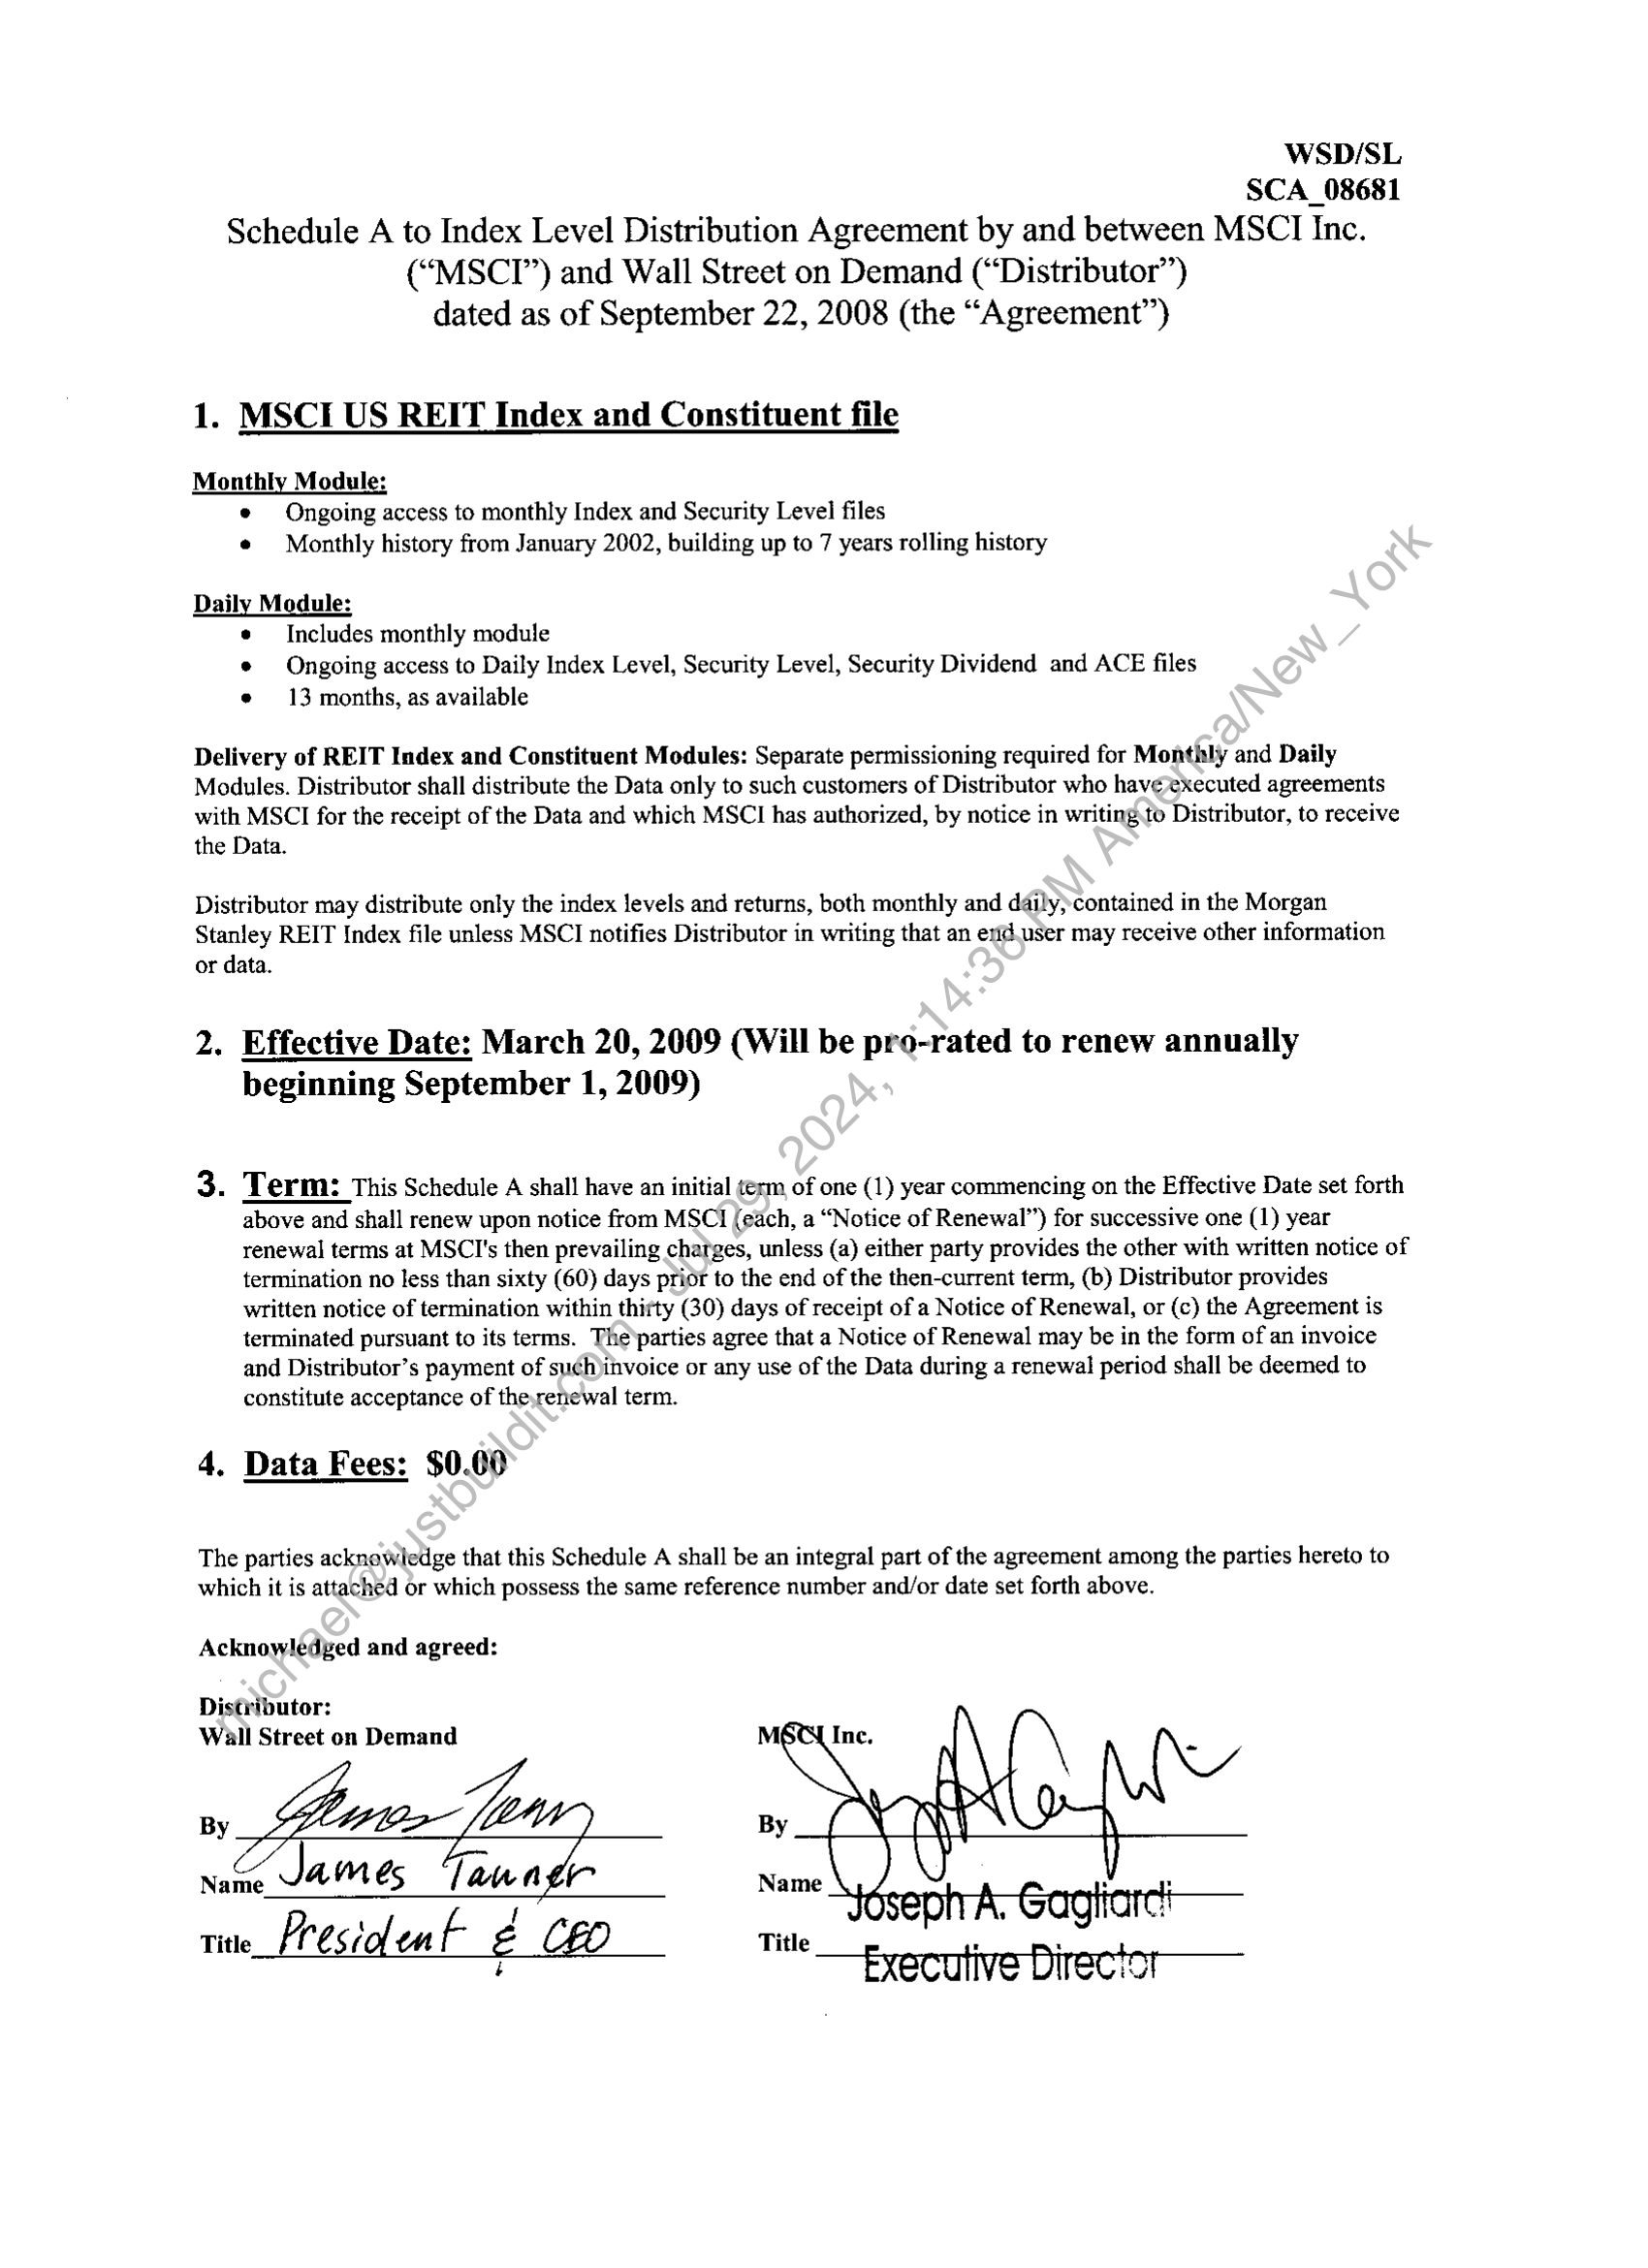 WSD/SL
SCA_08681
Schedule A to Index Level Distribution Agreement by and between MSCI Inc.
(“MSCI”) and Wall Street on Demand (“Distributor”)
dated as of September 22, 2008 (the “Agreement”)
1. MSCI US REIT Index and Constituent file
Monthly Module:
• Ongoing access to monthly Index and Security Level files
• Monthly history from January 2002, building up to 7 years rolling history
Daily Module:
• Includes monthly module
• Ongoing access to Daily Index Level, Security Level, Security Dividend and ACE files
• 13 months, as available
Delivery of REIT Index and Constituent Modules: Separate permissioning required for Monthly and Daily
Modules. Distributor shall distribute the Data only to such customers of Distributor who have executed agreements
with MSCI for the receipt of the Data and which MSCI has authorized, by notice in writing to Distributor, to receive
the Data.
Distributor may distribute only the index levels and returns, both monthly and daily, contained in the Morgan
Stanley REIT Index file unless MSCI notifies Distributor in writing that an end user may receive other information
or data.
2. Effective Date: March 20, 2009 (Will be pro-rated to renew annually
beginning September 1, 2009)
3. Term: This Schedule A shall have an initial term of one (1) year commencing on the Effective Date set forth
above and shall renew upon notice from MSCI (each, a “Notice of Renewal”) for successive one (1) year
renewal terms at MSCI's then prevailing charges, unless (a) either party provides the other with written notice of
termination no less than sixty (60) days prior to the end of the then-current term, (b) Distributor provides
written notice of termination within thirty (30) days of receipt of a Notice of Renewal, or (c) the Agreement is
terminated pursuant to its terms. The parties agree that a Notice of Renewal may be in the form of an invoice
and Distributor’s payment of such invoice or any use of the Data during a renewal period shall be deemed to
constitute acceptance of the renewal term.
4. Data Fees: $0.00
The parties acknowledge that this Schedule A shall be an integral part of the agreement among the parties hereto to
which it is attached or which possess the same reference number and/or date set forth above.
Acknowledged and agreed:
Distributor:
Wall Street on Demand
By James Tanner
Name James Tanner
Title President & CEO
MSCI Inc.
By
Name Joseph A. Gagliardi
Title Executive Director
michael@justbuildit.com - Jul 29, 2024, 1:14:36 PM America/New_York